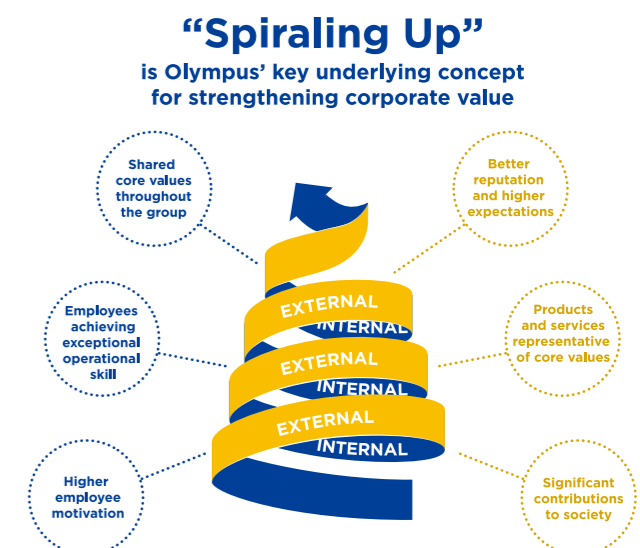 “Spiraling Up”
is Olympus’ key underlying concept
for strengthening corporate value
Shared
core values
throughout
the group
Better
reputation
and higher
expectations
EXTERNAL
INTERNAL
Employees
achieving
exceptional
operational
skill
Products
and services
representative
of core values
EXTERNAL
INTERNAL
EXTERNAL
INTERNAL
Higher
employee
motivation
Significant
contributions
to society